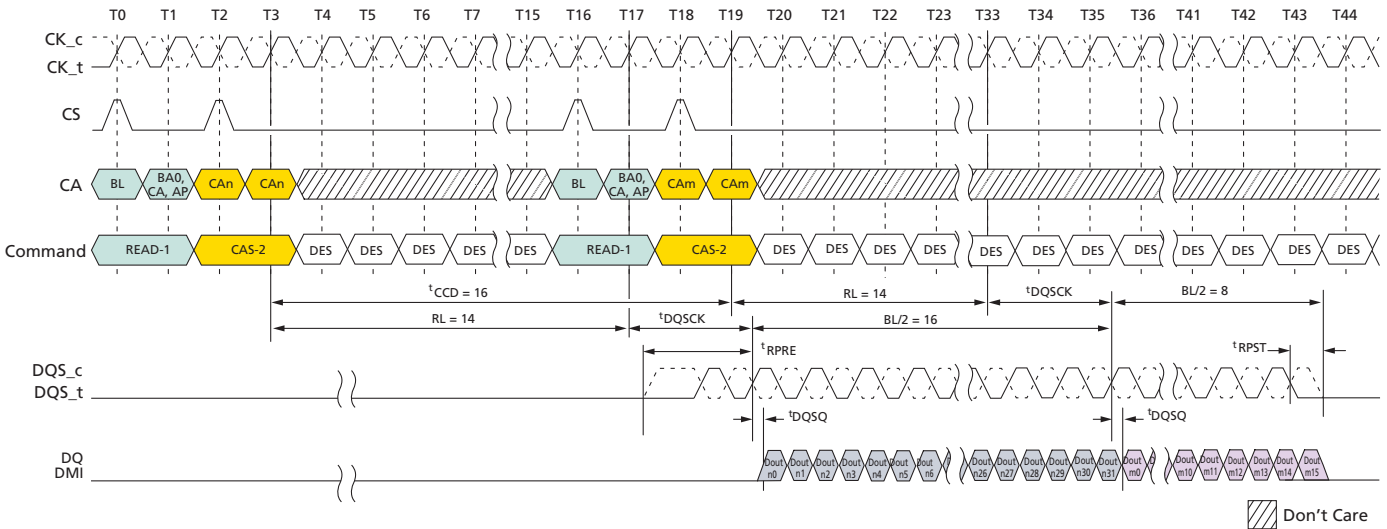 T0 T1 T2 T3 T4 T5 T6 T7 T15 T16 T17 T18 T19 T20 T21 T22 T23 T33 T34 T35 T36 T41 T42 T43 T44
CK_c
CK_t
CS
CA BL BA0, CA, AP CAn CAn BL BA0, CA, AP CAm CAm
Command READ-1 CAS-2 DES DES DES DES DES READ-1 CAS-2 DES DES DES DES DES DES DES DES DES DES DES DES
tCCD = 16 RL = 14 tDQSCK BL/2 = 8
RL = 14 tDQSCK BL/2 = 16
tRPRE tRPST
DQS_c
DQS_t
tDQSQ tDQSQ
DQ
DMI
Dout n0 Dout n1 Dout n2 Dout n3 Dout n4 Dout n5 Dout n6 Dout n26 Dout n27 Dout n28 Dout n29 Dout n30 Dout n31 Dout m0 Dout m10 Dout m11 Dout m12 Dout m13 Dout m14 Dout m15
Don't Care